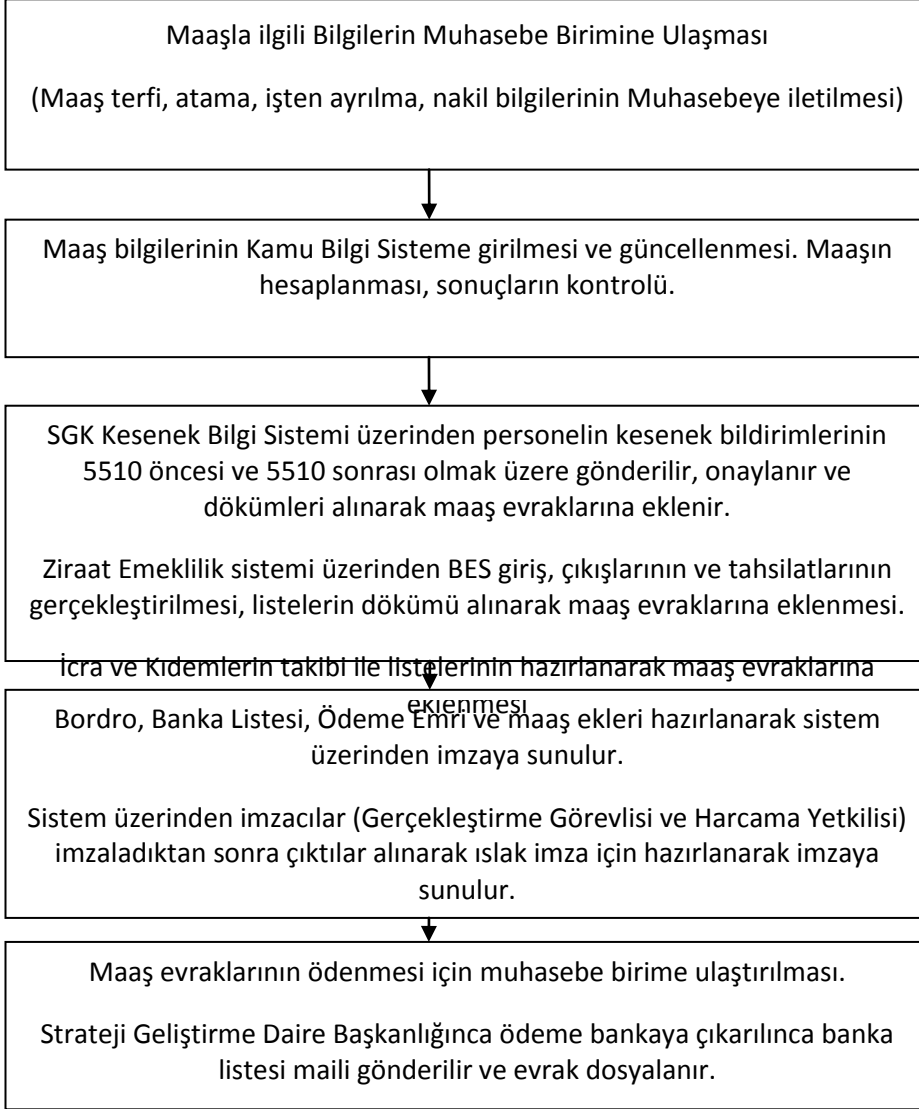 Maaşla ilgili Bilgilerin Muhasebe Birimine Ulaşması
(Maaş terfi, atama, işten ayrılma, nakil bilgilerinin Muhasebeye iletilmesi)
Maaş bilgilerinin Kamu Bilgi Sisteme girilmesi ve güncellenmesi. Maaşın
hesaplanması, sonuçların kontrolü.
SGK Kesenek Bilgi Sistemi üzerinden personelin kesenek bildirimlerinin
5510 öncesi ve 5510 sonrası olmak üzere gönderilir, onaylanır ve
dökümleri alınarak maaş evraklarına eklenir.
Ziraat Emeklilik sistemi üzerinden BES giriş, çıkışlarının ve tahsilatlarının
gerçekleştirilmesi, listelerin dökümü alınarak maaş evraklarına eklenmesi.
İcra ve Kıdemlerin takibi ile listelerinin hazırlanarak maaş evraklarına
eklenmesi
Bordro, Banka Listesi, Ödeme Emri ve maaş ekleri hazırlanarak sistem
üzerinden imzaya sunulur.
Sistem üzerinden imzacılar (Gerçekleştirme Görevlisi ve Harcama Yetkilisi)
imzaladıktan sonra çıktılar alınarak ıslak imza için hazırlanarak imzaya
sunulur.
Maaş evraklarının ödenmesi için muhasebe birime ulaştırılması.
Strateji Geliştirme Daire Başkanlığınca ödeme bankaya çıkarılınca banka
listesi maili gönderilir ve evrak dosyalanır.